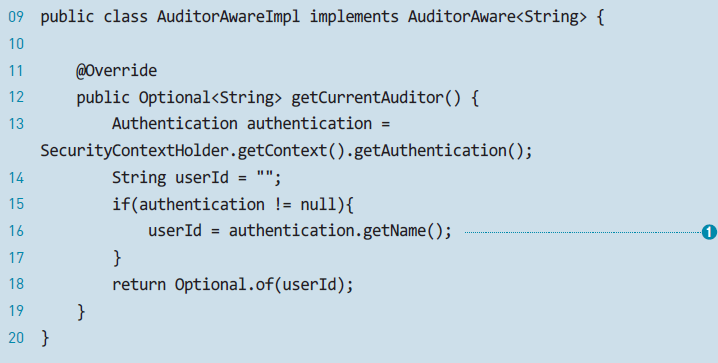 09 public class AuditorAwareImpl implements AuditorAware<String> {
10
11 @Override
12 public Optional<String> getCurrentAuditor() {
13 Authentication authentication =
SecurityContextHolder.getContext().getAuthentication();
14 String userId = "";
15 if(authentication != null){
16 userId = authentication.getName(); ❶
17 }
18 return Optional.of(userId);
19 }
20 }